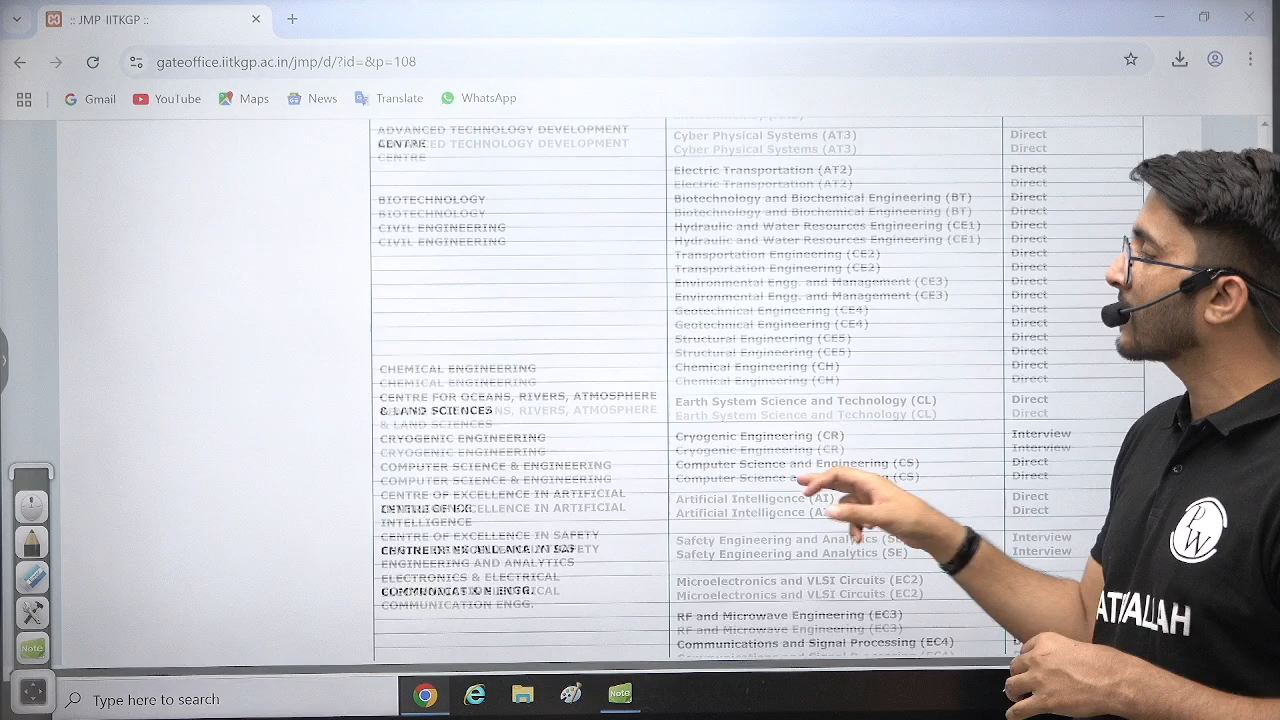 :: JMP IITKGP ::
gateoffice.iitkgp.ac.in/jmp/d/?id=&p=108
Gmail YouTube Maps News Translate WhatsApp
ADVANCED TECHNOLOGY DEVELOPMENT CENTRE Cyber Physical Systems (AT3) Direct
Electric Transportation (AT2) Direct
BIOTECHNOLOGY Biotechnology and Biochemical Engineering (BT) Direct
CIVIL ENGINEERING Hydraulic and Water Resources Engineering (CE1) Direct
Transportation Engineering (CE2) Direct
Environmental Engg. and Management (CE3) Direct
Geotechnical Engineering (CE4) Direct
Structural Engineering (CE5) Direct
CHEMICAL ENGINEERING Chemical Engineering (CH) Direct
CENTRE FOR OCEANS, RIVERS, ATMOSPHERE & LAND SCIENCES Earth System Science and Technology (CL) Direct
CRYOGENIC ENGINEERING Cryogenic Engineering (CR) Interview
COMPUTER SCIENCE & ENGINEERING Computer Science and Engineering (CS) Direct
CENTRE OF EXCELLENCE IN ARTIFICIAL INTELLIGENCE Artificial Intelligence (AI) Direct
CENTRE OF EXCELLENCE IN SAFETY ENGINEERING AND ANALYTICS Safety Engineering and Analytics (SE) Interview
ELECTRONICS & ELECTRICAL COMMUNICATION ENGG. Microelectronics and VLSI Circuits (EC2)
RF and Microwave Engineering (EC3)
Communications and Signal Processing (EC4)
PW
Note
Type here to search
Note